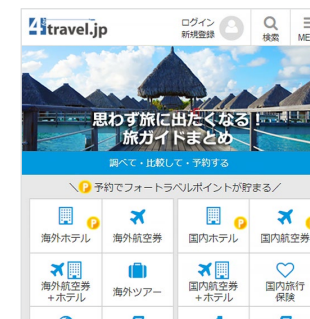 4travel.jp
ログイン
新規登録
検索
ME
思わず旅に出たくなる！
旅ガイドまとめ
調べて・比較して・予約する
＼P 予約でフォートラベルポイントが貯まる／
P
P
海外ホテル
海外航空券
国内ホテル
国内航空券
海外航空券
＋ホテル
海外ツアー
国内航空券
＋ホテル
国内旅行
保険